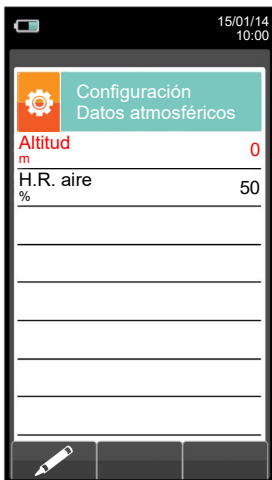 15/01/14
10:00
Configuración
Datos atmosféricos
Altitud
m
0
H.R. aire
%
50